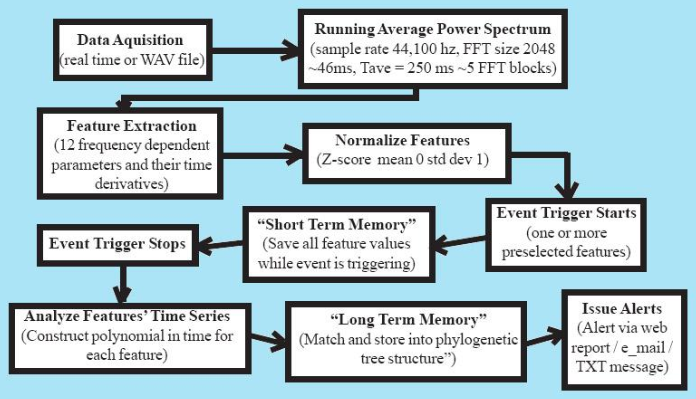 Data Aquisition
(real time or WAV file)
Running Average Power Spectrum
(sample rate 44,100 hz, FFT size 2048
~46ms, Tave = 250 ms ~5 FFT blocks)
Feature Extraction
(12 frequency dependent
parameters and their time
derivatives)
Normalize Features
(Z-score mean 0 std dev 1)
Event Trigger Starts
(one or more
preselected features)
“Short Term Memory”
(Save all feature values
while event is triggering)
Event Trigger Stops
Analyze Features’ Time Series
(Construct polynomial in time for
each feature)
“Long Term Memory”
(Match and store into phylogenetic
tree structure”)
Issue Alerts
(Alert via web
report / e_mail /
TXT message)